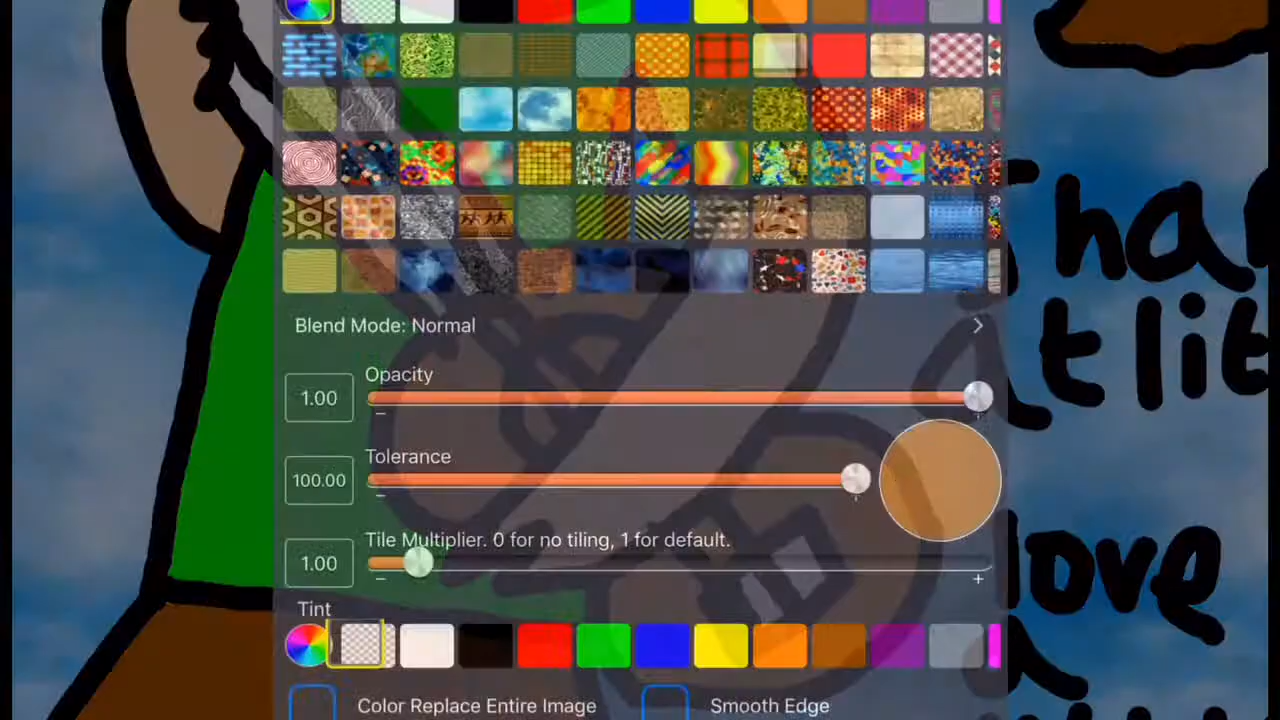 Blend Mode: Normal
Opacity
1.00
Tolerance
100.00
Tile Multiplier. 0 for no tiling, 1 for default.
1.00
Tint
Color Replace Entire Image
Smooth Edge
love